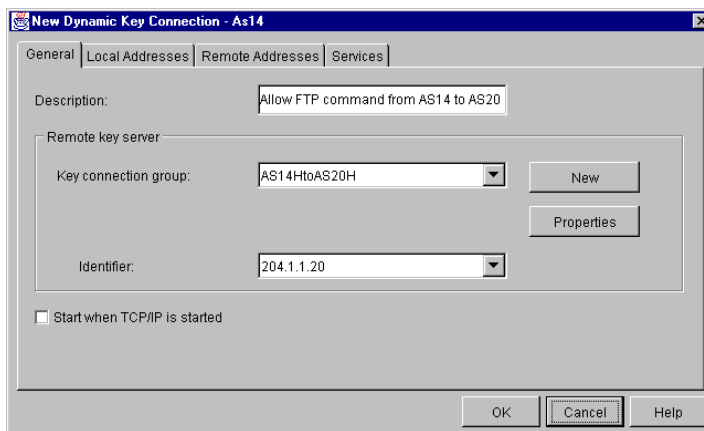 New Dynamic Key Connection - As14
General Local Addresses Remote Addresses Services
Description: Allow FTP command from AS14 to AS20
Remote key server
Key connection group: AS14HtoAS20H New
Properties
Identifier: 204.1.1.20
Start when TCP/IP is started
OK Cancel Help